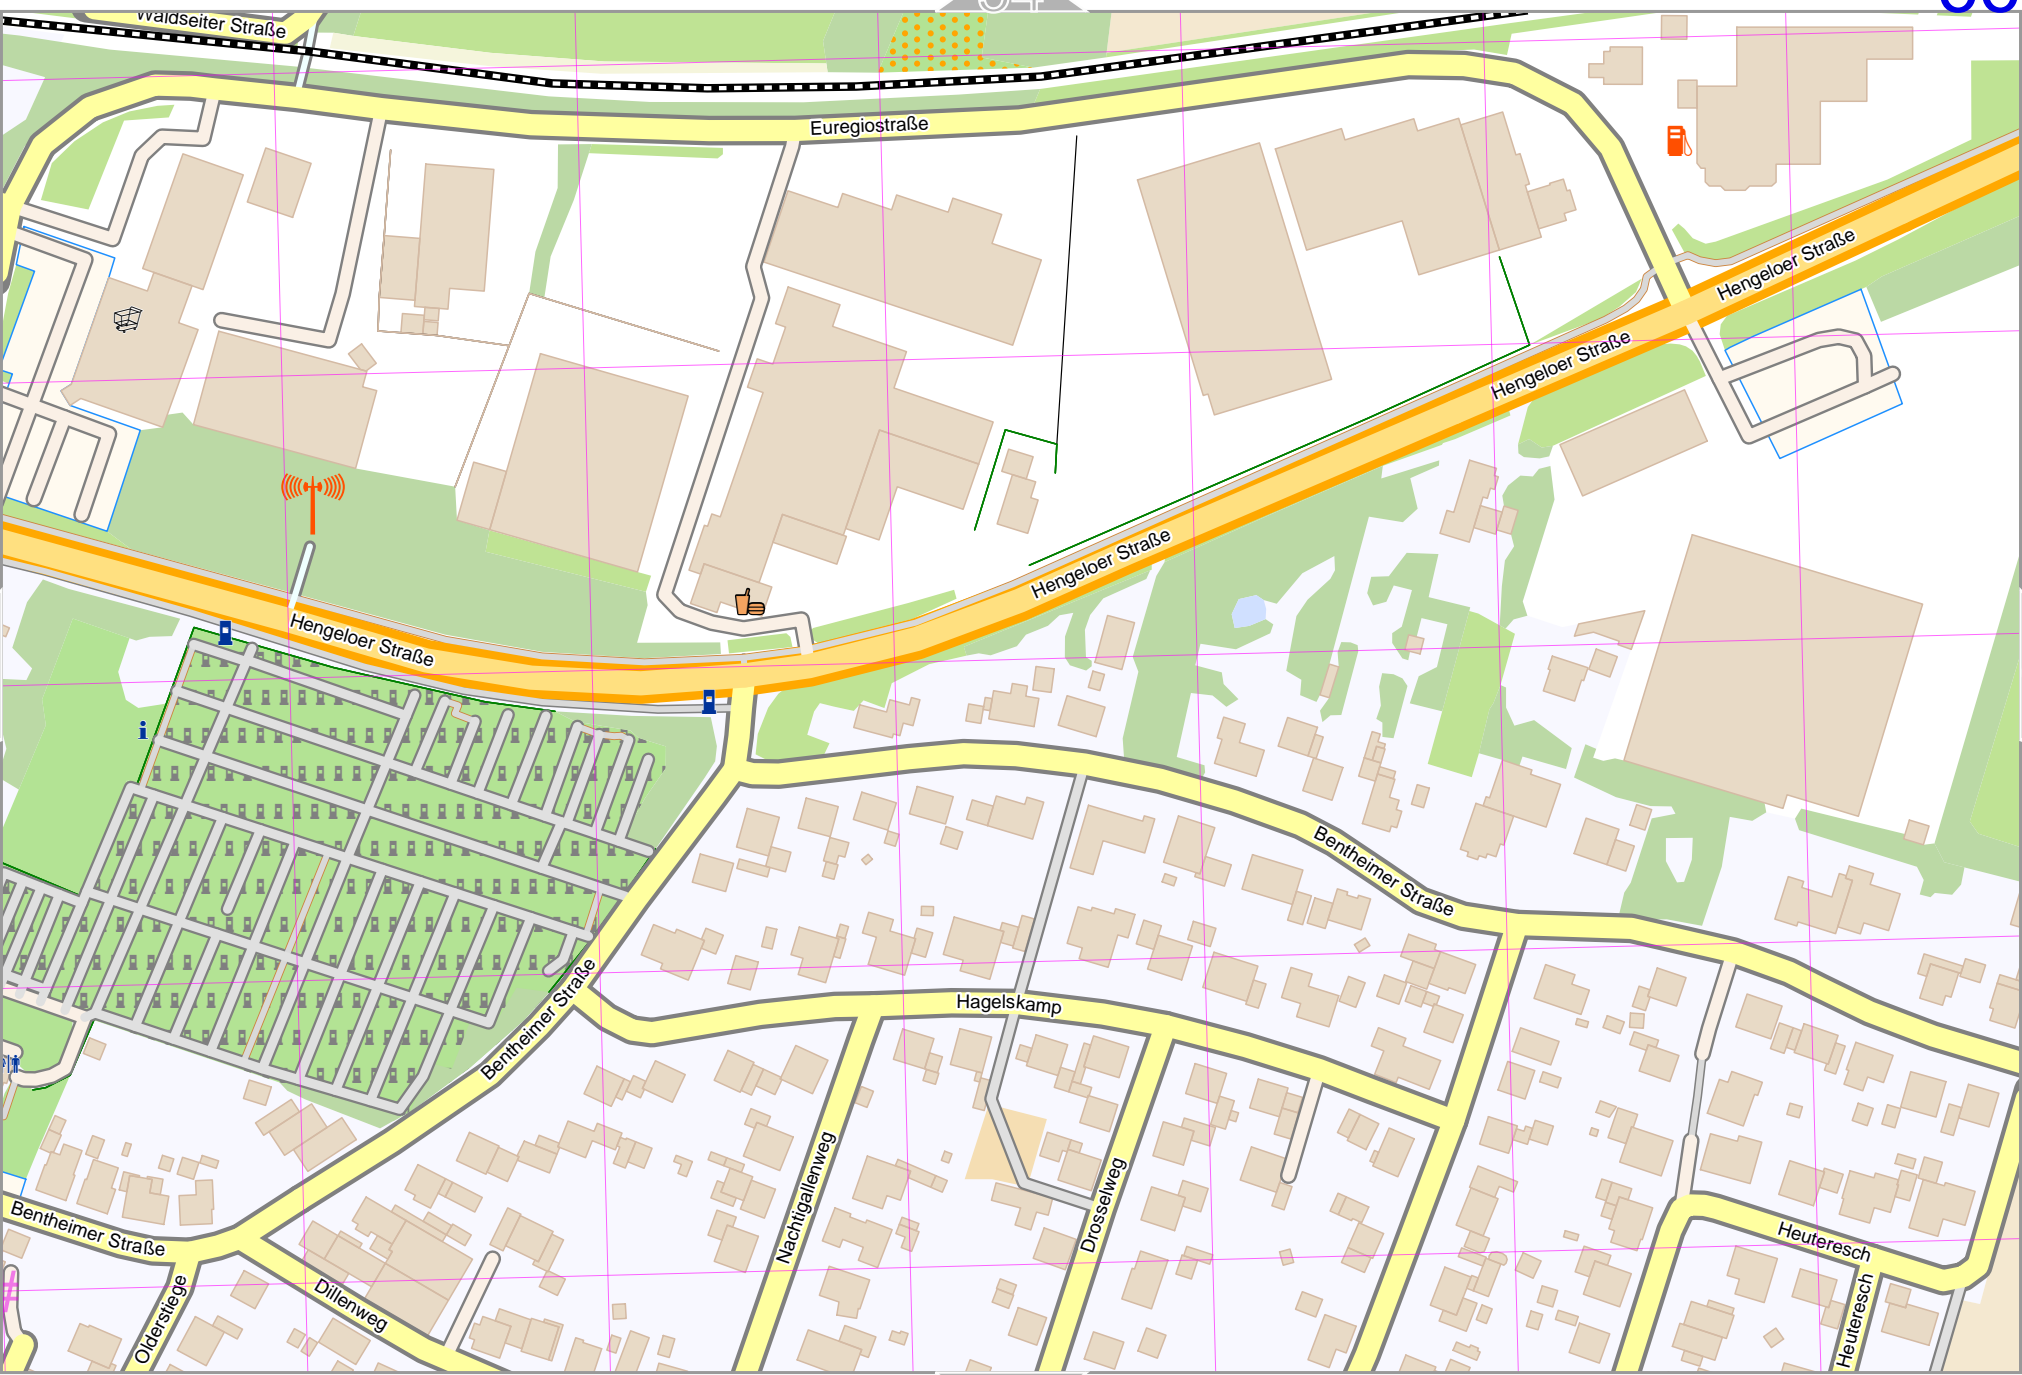 Waldseiter Straße
Euregiostraße
Hengeloer Straße
Hengeloer Straße
Hengeloer Straße
Hengeloer Straße
i
Bentheimer Straße
Bentheimer Straße
Hagelskamp
Nachtigallenweg
Drosselweg
Bentheimer Straße
Heuteresch
Heuteresch
Dillenweg
Olderstiege